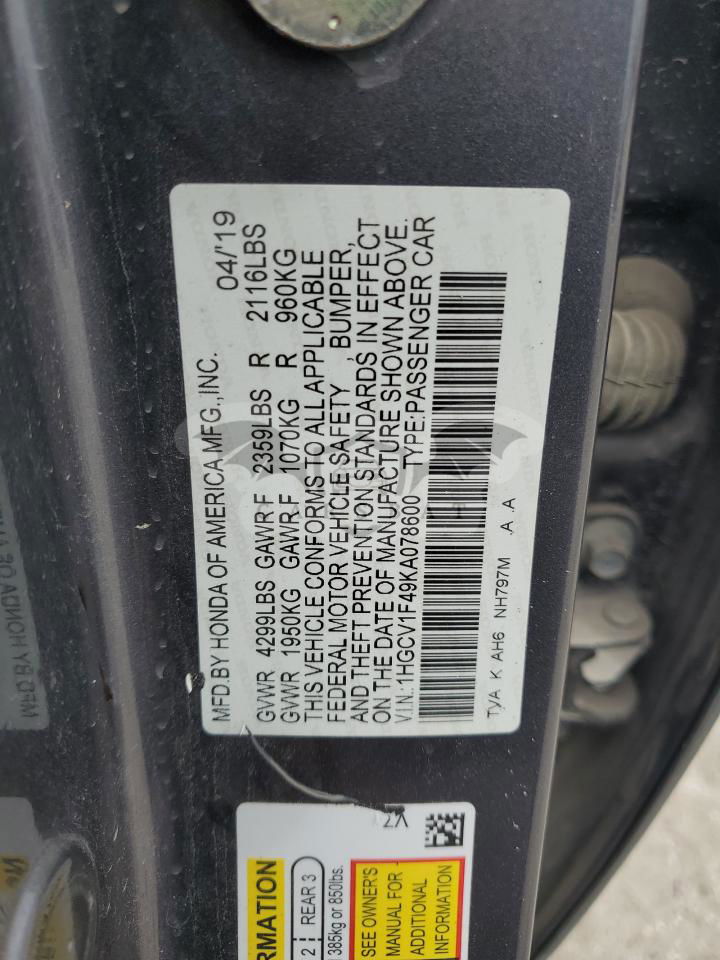 MFD.BY HONDA OF AMERICA MFG.,INC. 04/'19
GVWR 4299LBS GAWR F 2359LBS R 2116LBS
GVWR 1950KG GAWR F 1070KG R 960KG
THIS VEHICLE CONFORMS TO ALL APPLICABLE
FEDERAL MOTOR VEHICLE SAFETY , BUMPER,
AND THEFT PREVENTION STANDARDS IN EFFECT
ON THE DATE OF MANUFACTURE SHOWN ABOVE.
V.I.N.:1HGCV1F49KA078600 TYPE:PASSENGER CAR
TVA K AH6 NH797M .A .A
RMATION
2 REAR 3
385kg or 850lbs.
SEE OWNER'S
MANUAL FOR
ADDITIONAL
INFORMATION